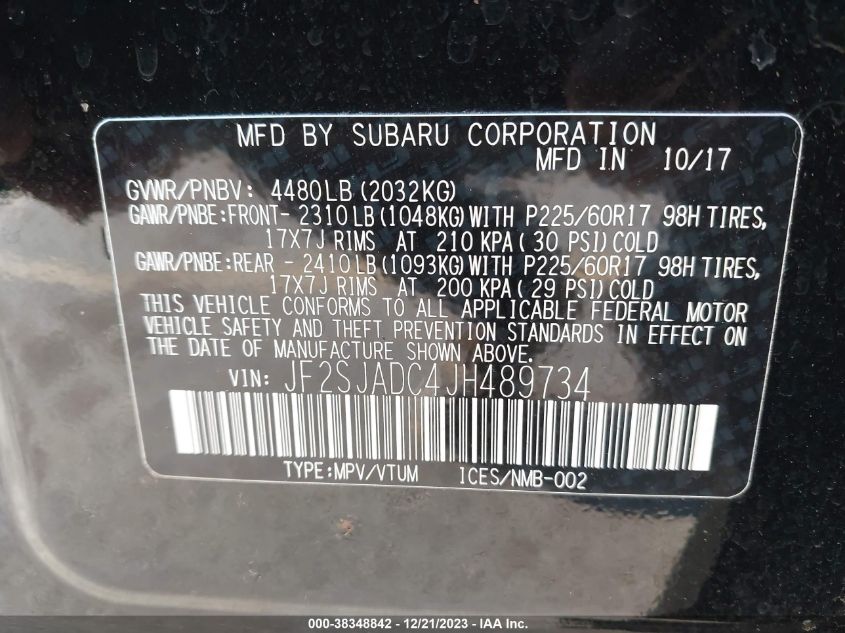 MFD BY SUBARU CORPORATION
MFD IN 10/17
GVWR/PNBV: 4480LB (2032KG)
GAWR/PNBE:FRONT- 2310LB (1048KG) WITH P225/60R17 98H TIRES,
17X7J RIMS AT 210 KPA ( 30 PSI) COLD
GAWR/PNBE:REAR - 2410LB (1093KG) WITH P225/60R17 98H TIRES,
17X7J RIMS AT 200 KPA ( 29 PSI) COLD
THIS VEHICLE CONFORMS TO ALL APPLICABLE FEDERAL MOTOR
VEHICLE SAFETY AND THEFT PREVENTION STANDARDS IN EFFECT ON
THE DATE OF MANUFACTURE SHOWN ABOVE.
VIN: JF2SJADC4JH489734
TYPE:MPV/VTUM ICES/NMB-002
000-38348842 - 12/21/2023 - IAA Inc.